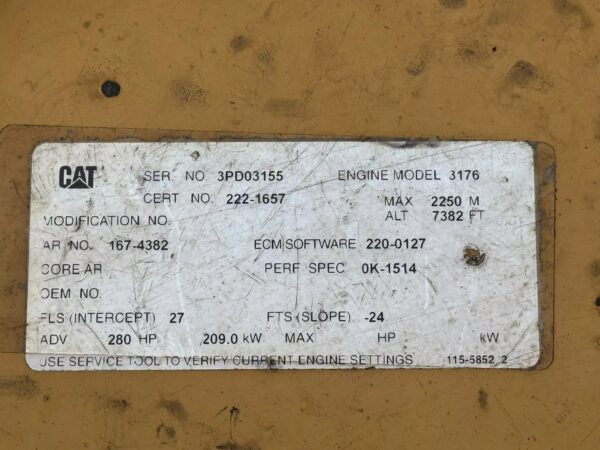 CAT SER. NO. 3PD03155 ENGINE MODEL 3176
CERT NO. 222-1657 MAX 2250 M
MODIFICATION NO. ALT 7382 FT
AR NO. 167-4382 ECM SOFTWARE 220-0127
CORE AR PERF SPEC 0K-1514
OEM NO.
FLS (INTERCEPT) 27 FTS (SLOPE) -24
ADV 280 HP 209.0 kW MAX HP kW
USE SERVICE TOOL TO VERIFY CURRENT ENGINE SETTINGS 115-5852 2